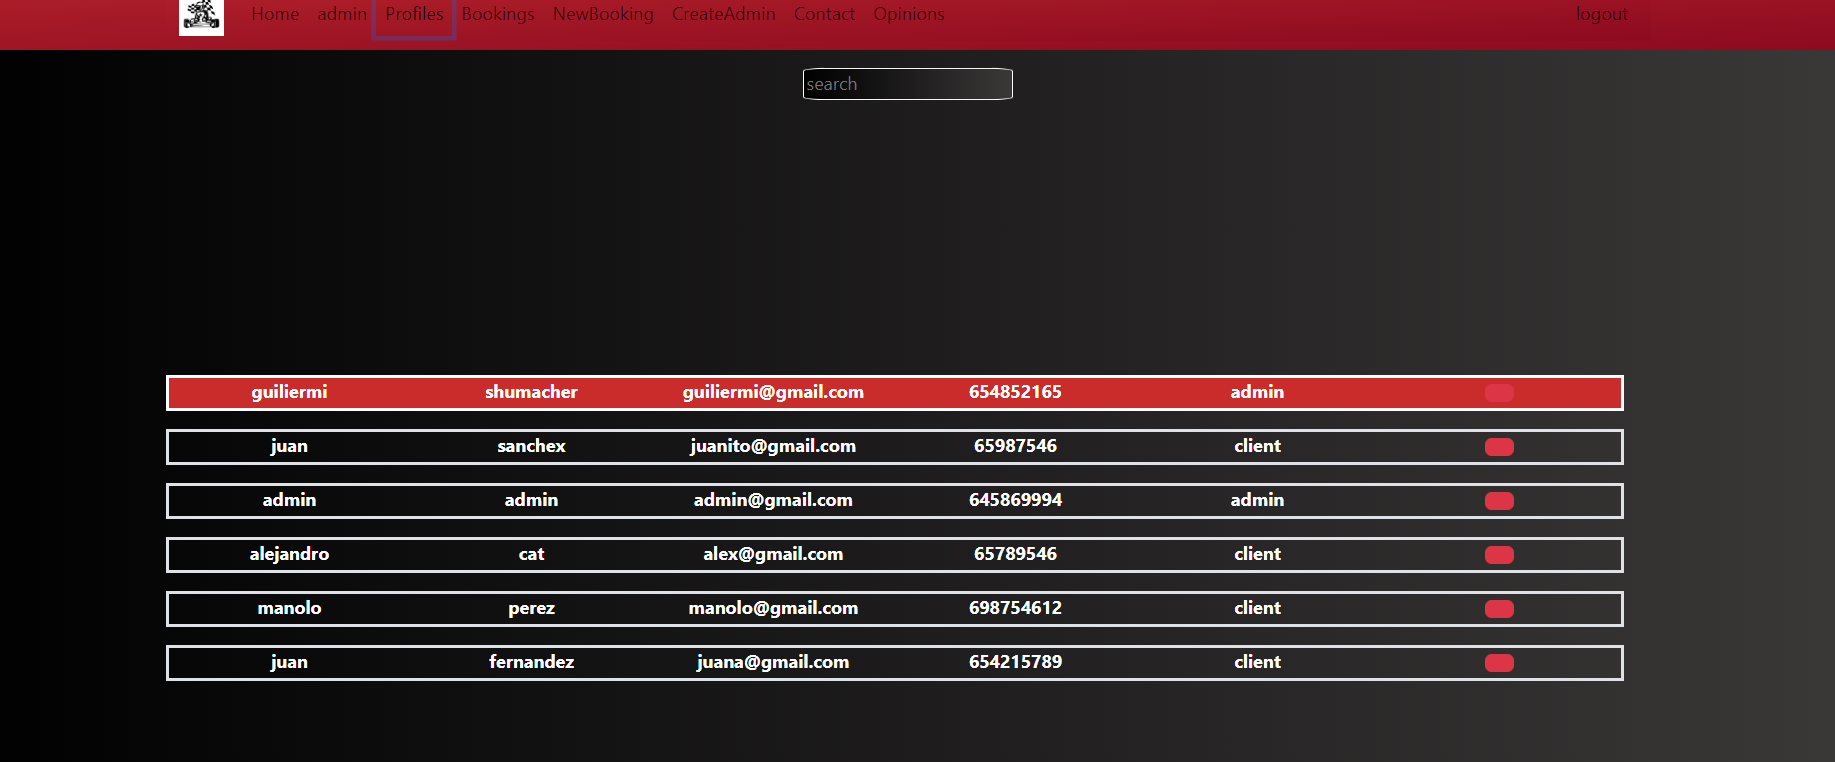 Home admin Profiles Bookings NewBooking CreateAdmin Contact Opinions logout
search
guiliermi shumacher guiliermi@gmail.com 654852165 admin
juan sanchex juanito@gmail.com 65987546 client
admin admin admin@gmail.com 645869994 admin
alejandro cat alex@gmail.com 65789546 client
manolo perez manolo@gmail.com 698754612 client
juan fernandez juana@gmail.com 654215789 client